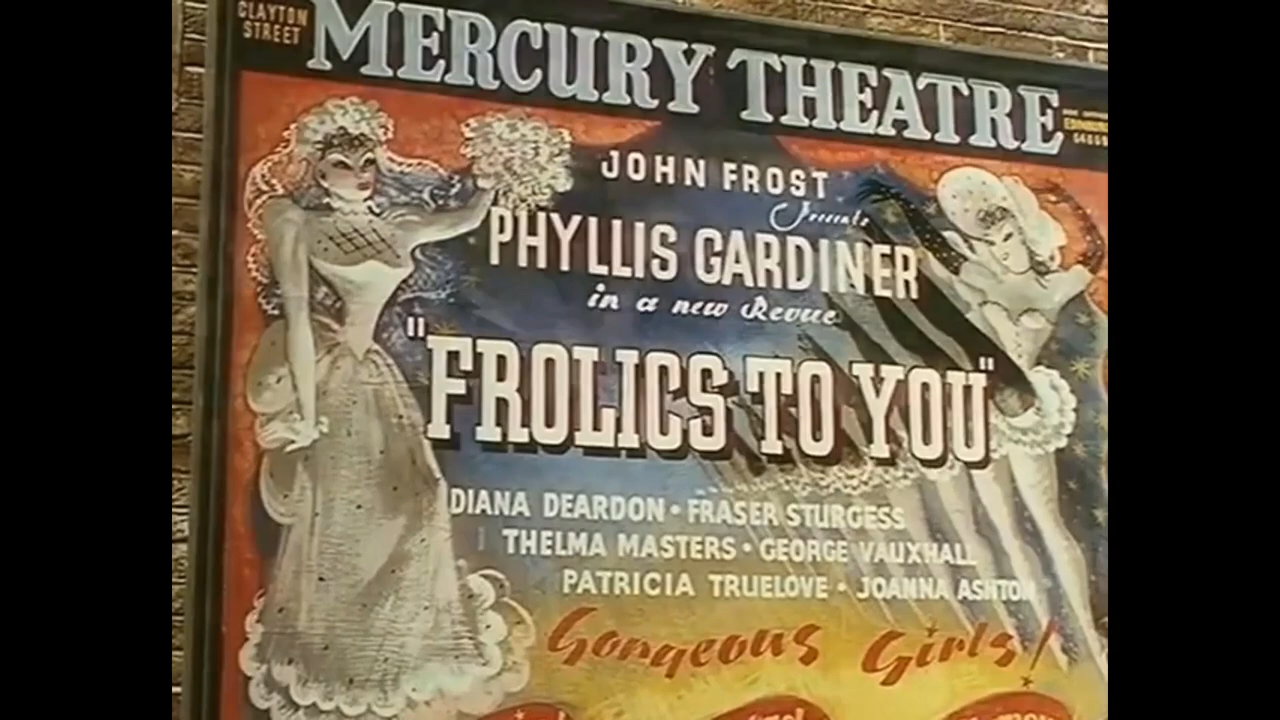 CLAYTON
STREET
MERCURY THEATRE
EDINBURGH
JOHN FROST
Presents
PHYLLIS GARDINER
in a new Revue
"FROLICS TO YOU"
DIANA DEARDON • FRASER STURGESS
THELMA MASTERS • GEORGE VAUXHALL
PATRICIA TRUELOVE • JOANNA ASHTON
Gorgeous Girls!